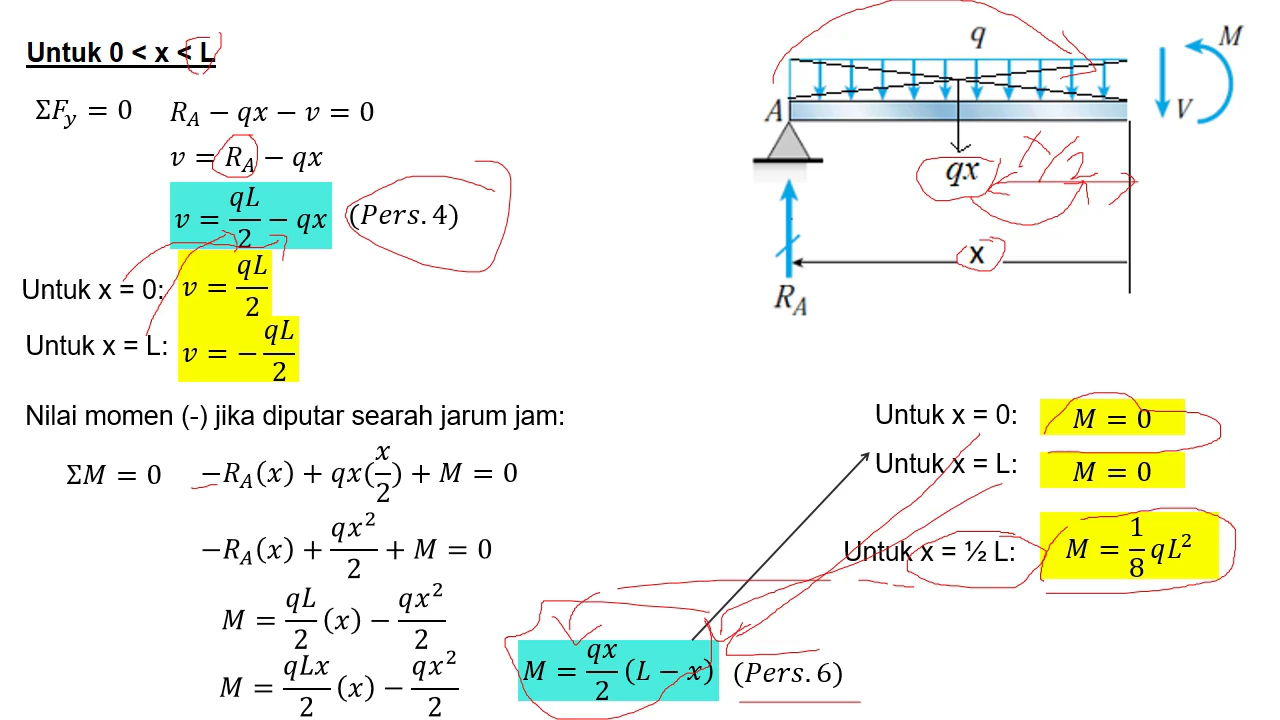 Untuk 0 < x < L
ΣF_y = 0 R_A − qx − v = 0
v = R_A − qx
v = qL/2 − qx (Pers. 4)
Untuk x = 0: v = qL/2
Untuk x = L: v = − qL/2
q
M
A
V
qx
x/2
x
R_A
Nilai momen (-) jika diputar searah jarum jam:
ΣM = 0 −R_A(x) + qx(x/2) + M = 0
−R_A(x) + qx²/2 + M = 0
M = qL/2 (x) − qx²/2
M = qLx/2 (x) − qx²/2
M = qx/2 (L − x) (Pers. 6)
Untuk x = 0: M = 0
Untuk x = L: M = 0
Untuk x = ½ L: M = 1/8 qL²